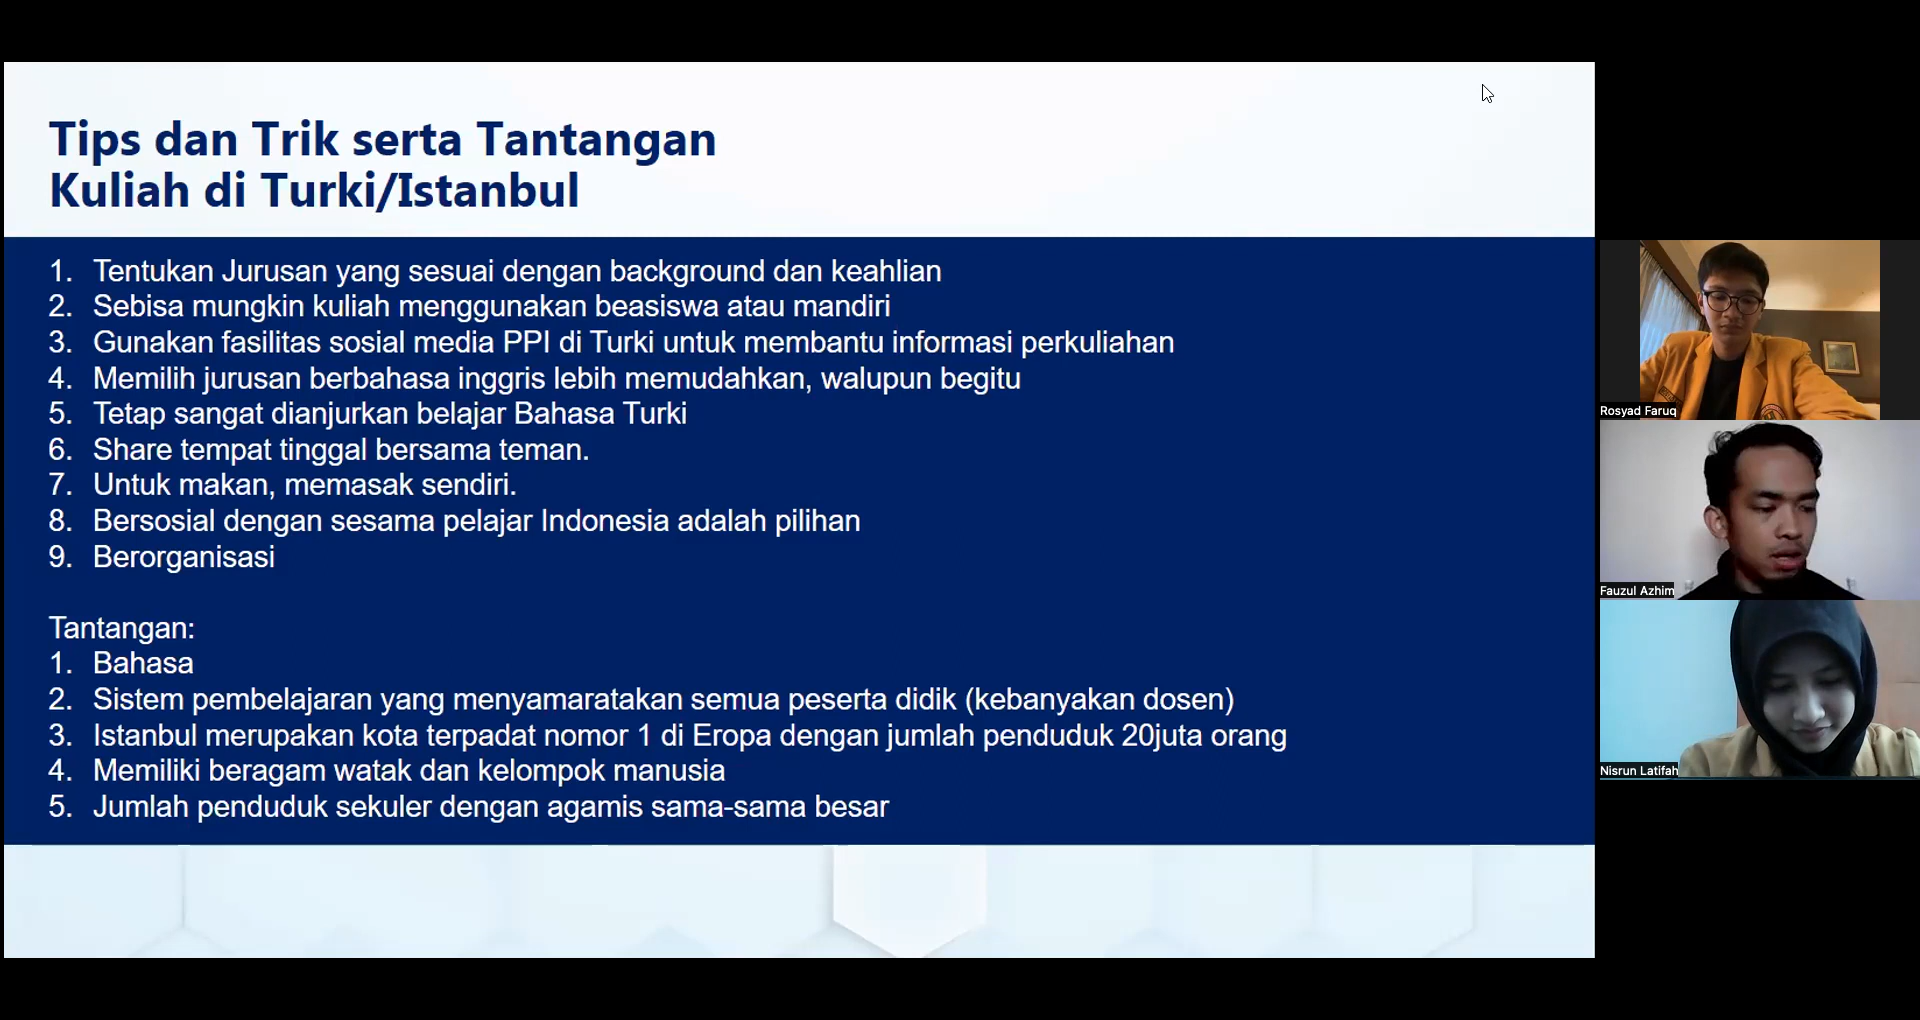 Tips dan Trik serta Tantangan
Kuliah di Turki/Istanbul
1. Tentukan Jurusan yang sesuai dengan background dan keahlian
2. Sebisa mungkin kuliah menggunakan beasiswa atau mandiri
3. Gunakan fasilitas sosial media PPI di Turki untuk membantu informasi perkuliahan
4. Memilih jurusan berbahasa inggris lebih memudahkan, walupun begitu
5. Tetap sangat dianjurkan belajar Bahasa Turki
6. Share tempat tinggal bersama teman.
7. Untuk makan, memasak sendiri.
8. Bersosial dengan sesama pelajar Indonesia adalah pilihan
9. Berorganisasi
Tantangan:
1. Bahasa
2. Sistem pembelajaran yang menyamaratakan semua peserta didik (kebanyakan dosen)
3. Istanbul merupakan kota terpadat nomor 1 di Eropa dengan jumlah penduduk 20juta orang
4. Memiliki beragam watak dan kelompok manusia
5. Jumlah penduduk sekuler dengan agamis sama-sama besar
Rosyad Faruq
Fauzul Azhim
Nisrun Latifah